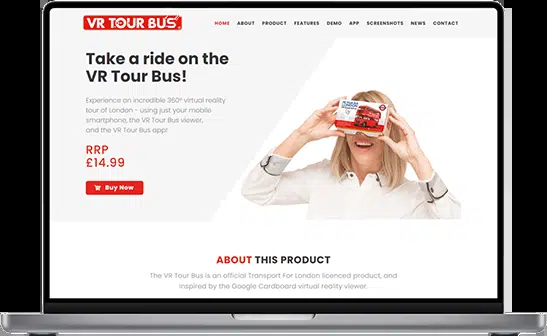 VR TOUR BUS
HOME ABOUT PRODUCT FEATURES DEMO APP SCREENSHOTS NEWS CONTACT
Take a ride on the
VR Tour Bus!
Experience an incredible 360° virtual reality
tour of London - using just your mobile
smartphone, the VR Tour Bus viewer,
and the VR Tour Bus app!
RRP
£14.99
Buy Now
ABOUT THIS PRODUCT
The VR Tour Bus is an official Transport For London licenced product, and
inspired by the Google Cardboard virtual reality viewer.